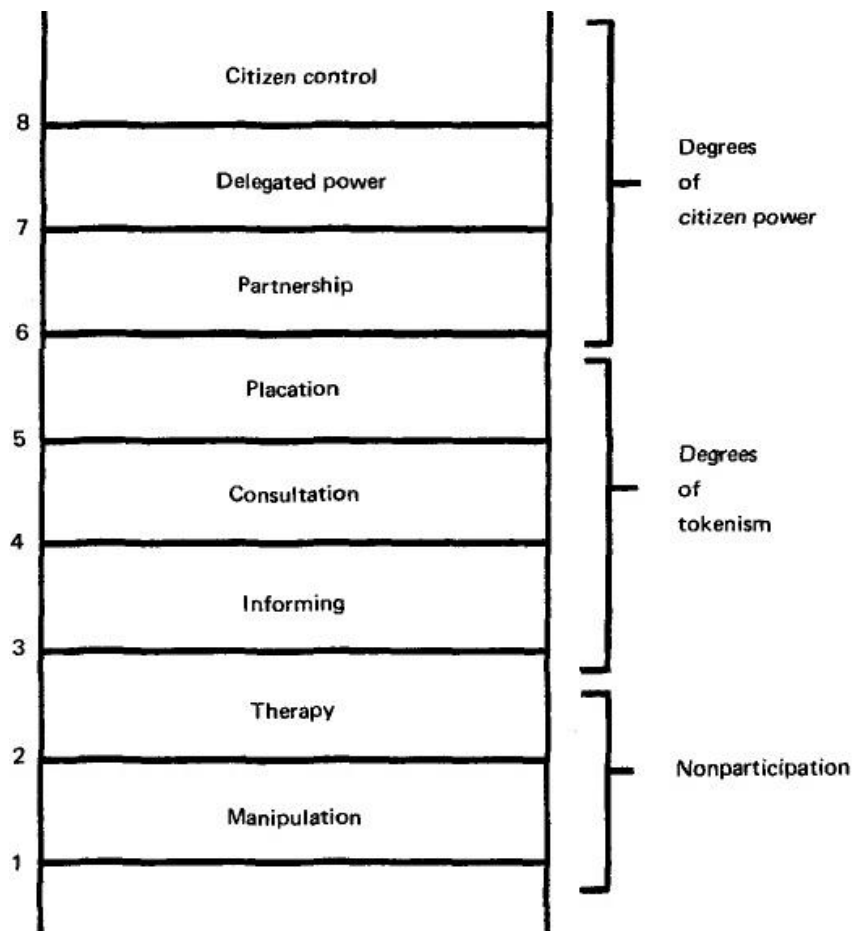 Citizen control
8
Delegated power
7
Partnership
6
Placation
5
Consultation
4
Informing
3
Therapy
2
Manipulation
1
Degrees
of
citizen power
Degrees
of
tokenism
Nonparticipation